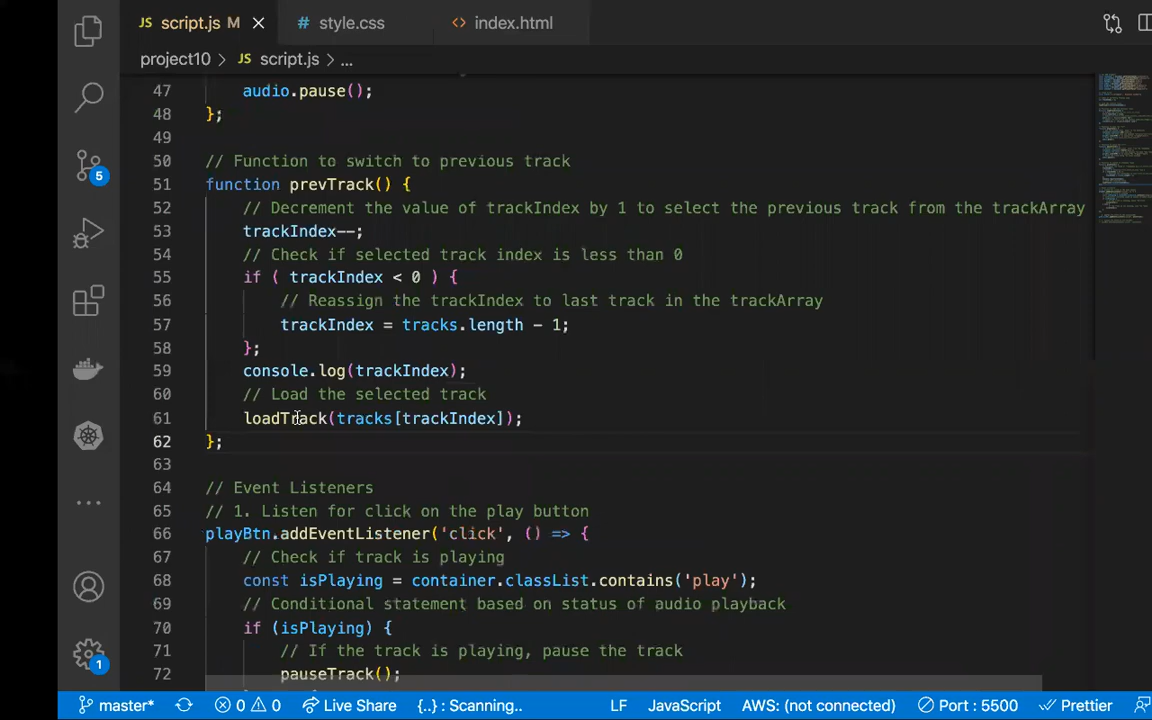 JS script.js M
# style.css
<> index.html
project10 > JS script.js > ...
47 audio.pause();
48 };
49
50 // Function to switch to previous track
51 function prevTrack() {
52 // Decrement the value of trackIndex by 1 to select the previous track from the trackArray
53 trackIndex--;
54 // Check if selected track index is less than 0
55 if ( trackIndex < 0 ) {
56 // Reassign the trackIndex to last track in the trackArray
57 trackIndex = tracks.length - 1;
58 };
59 console.log(trackIndex);
60 // Load the selected track
61 loadTrack(tracks[trackIndex]);
62 };
63
64 // Event Listeners
65 // 1. Listen for click on the play button
66 playBtn.addEventListener('click', () => {
67 // Check if track is playing
68 const isPlaying = container.classList.contains('play');
69 // Conditional statement based on status of audio playback
70 if (isPlaying) {
71 // If the track is playing, pause the track
72 pauseTrack();
5
1
master* 0 0 Live Share {..} : Scanning.. LF JavaScript AWS: (not connected) Port : 5500 Prettier